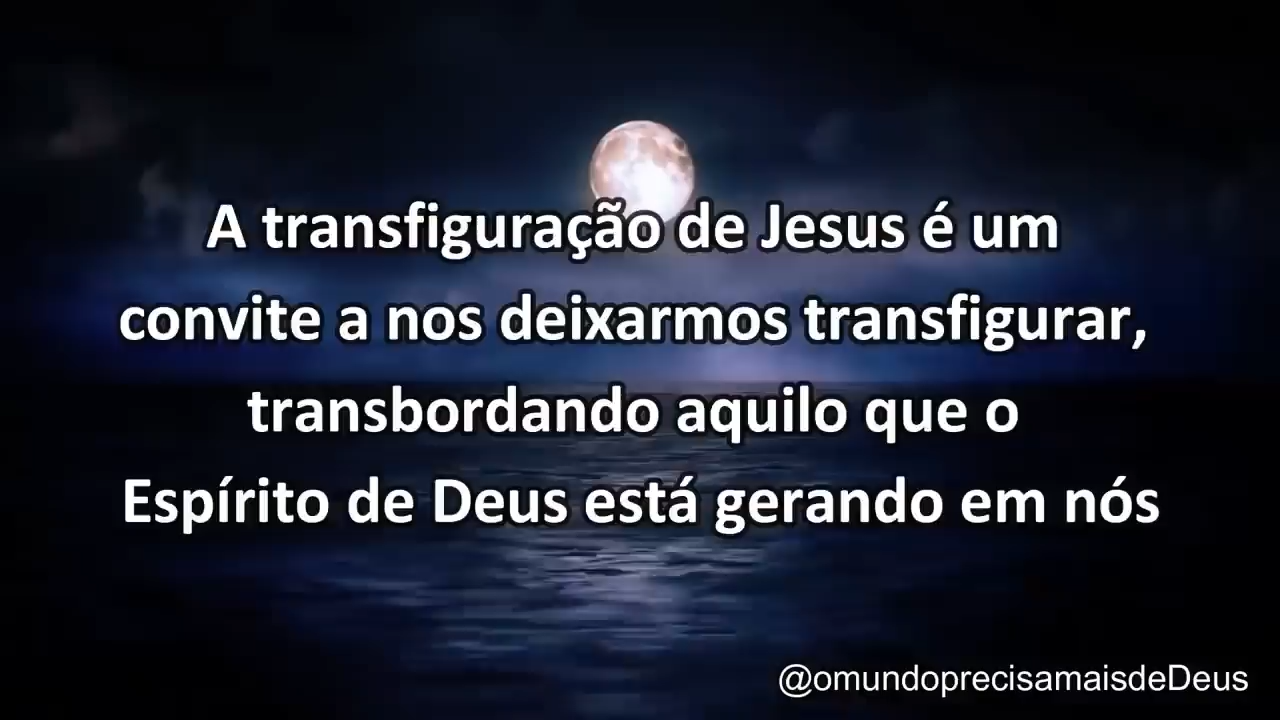 A transfiguração de Jesus é um
convite a nos deixarmos transfigurar,
transbordando aquilo que o
Espírito de Deus está gerando em nós
@omundoprecisamaisdeDeus